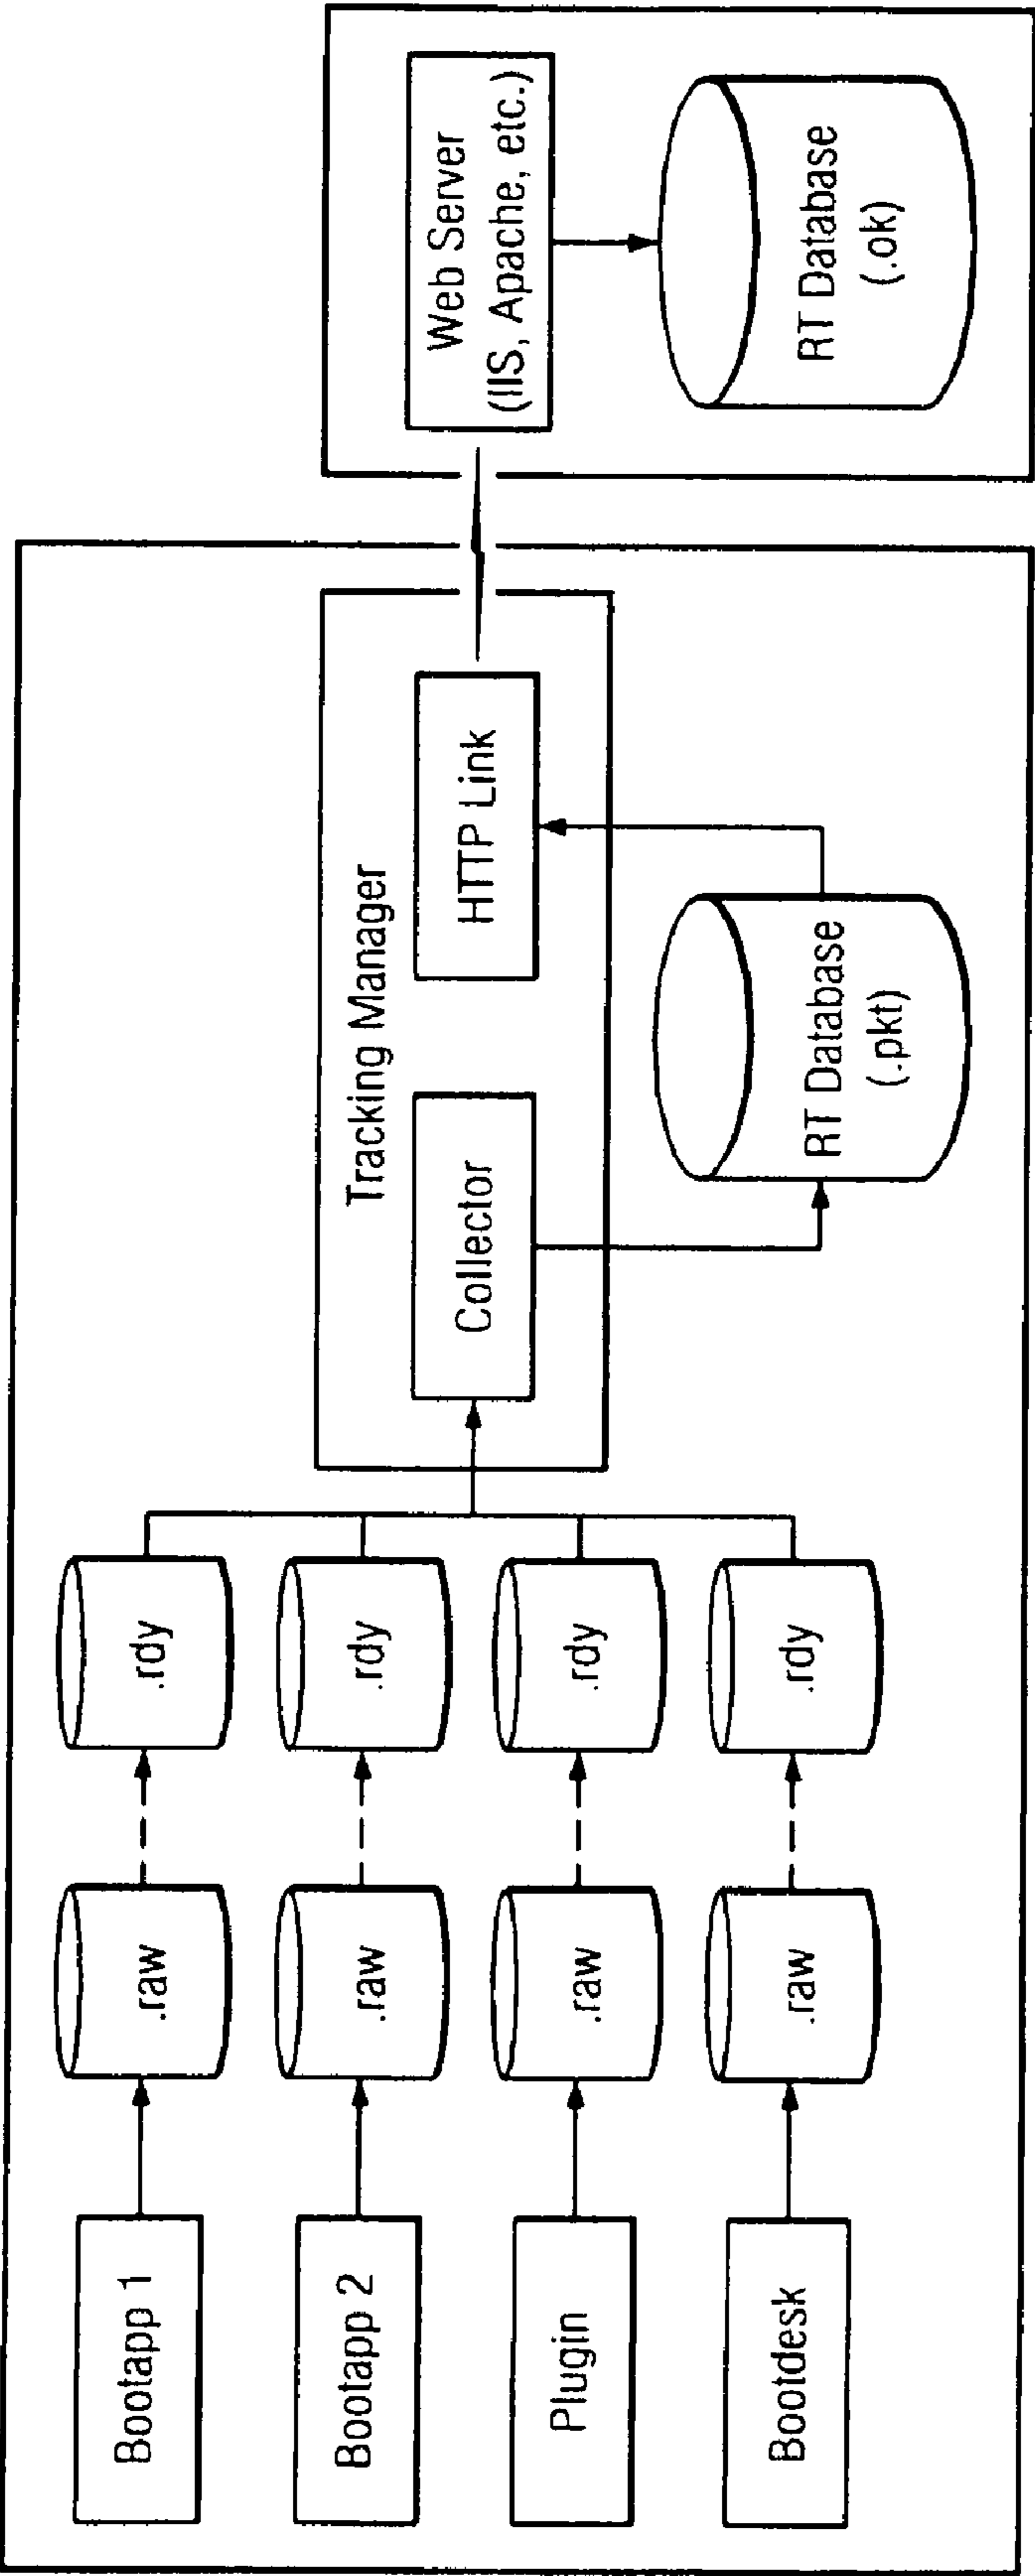 Bootapp 1
.raw
.rdy
Bootapp 2
.raw
.rdy
Plugin
.raw
.rdy
Bootdesk
.raw
.rdy
Tracking Manager
Collector
HTTP Link
RT Database
(.pkt)
Web Server
(IIS, Apache, etc.)
RT Database
(.ok)